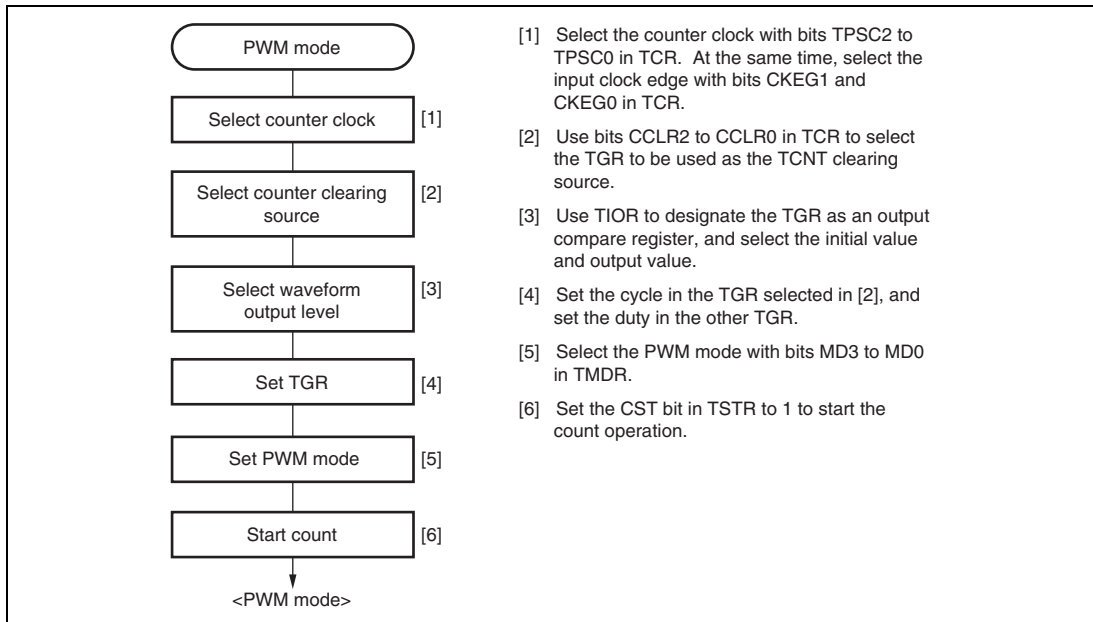 PWM mode
Select counter clock
[1]
Select counter clearing
source
[2]
Select waveform
output level
[3]
Set TGR
[4]
Set PWM mode
[5]
Start count
[6]
<PWM mode>
[1] Select the counter clock with bits TPSC2 to
TPSC0 in TCR. At the same time, select the
input clock edge with bits CKEG1 and
CKEG0 in TCR.
[2] Use bits CCLR2 to CCLR0 in TCR to select
the TGR to be used as the TCNT clearing
source.
[3] Use TIOR to designate the TGR as an output
compare register, and select the initial value
and output value.
[4] Set the cycle in the TGR selected in [2], and
set the duty in the other TGR.
[5] Select the PWM mode with bits MD3 to MD0
in TMDR.
[6] Set the CST bit in TSTR to 1 to start the
count operation.